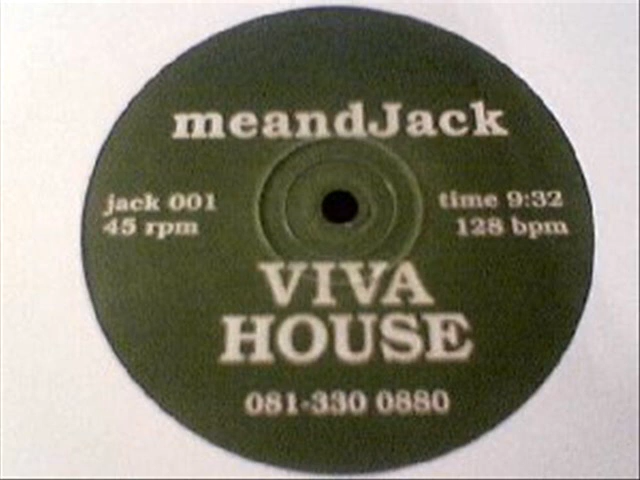 meandJack
jack 001
45 rpm
time 9:32
128 bpm
VIVA
HOUSE
081-330 0880